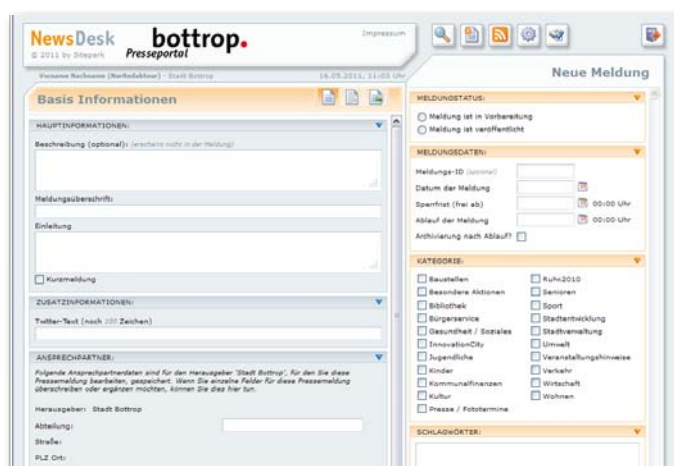 NewsDesk
© 2011 by Sitepark
bottrop.
Presseportal
Impressum
Vorname Nachname (NurRedakteur) - Stadt Bottrop
16.05.2011, 11:03 Uhr
Neue Meldung
Basis Informationen
HAUPTINFORMATIONEN:
Beschreibung (optional): (erscheint nicht in der Meldung)
Meldungsüberschrift:
Einleitung
Kurzmeldung
ZUSATZINFORMATIONEN:
Twitter-Text (noch 100 Zeichen)
ANSPRECHPARTNER:
Folgende Ansprechpartnerdaten sind für den Herausgeber 'Stadt Bottrop', für den Sie diese
Pressemeldung bearbeiten, gespeichert. Wenn Sie einzelne Felder für diese Pressemeldung
überschreiben oder ergänzen möchten, können Sie dies hier tun.
Herausgeber: Stadt Bottrop
Abteilung:
Straße:
PLZ Ort:
MELDUNGSTATUS:
Meldung ist in Vorbereitung
Meldung ist veröffentlicht
MELDUNGSDATEN:
Meldungs-ID (optional)
Datum der Meldung
Sperrfrist (frei ab) 00:00 Uhr
Ablauf der Meldung 00:00 Uhr
Archivierung nach Ablauf?
KATEGORIE:
Baustellen Ruhr2010
Besondere Aktionen Senioren
Bibliothek Sport
Bürgerservice Stadtentwicklung
Gesundheit / Soziales Stadtverwaltung
InnovationCity Umwelt
Jugendliche Veranstaltungshinweise
Kinder Verkehr
Kommunalfinanzen Wirtschaft
Kultur Wohnen
Presse / Fototermine
SCHLAGWÖRTER: